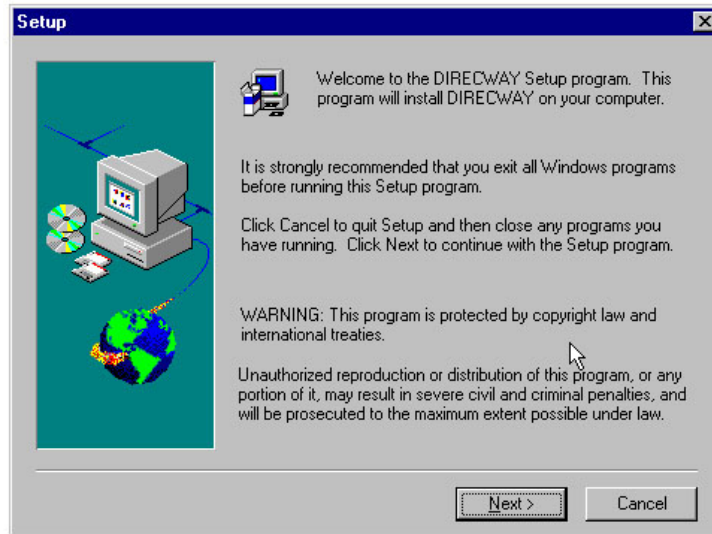 Setup
Welcome to the DIRECWAY Setup program. This
program will install DIRECWAY on your computer.
It is strongly recommended that you exit all Windows programs
before running this Setup program.
Click Cancel to quit Setup and then close any programs you
have running. Click Next to continue with the Setup program.
WARNING: This program is protected by copyright law and
international treaties.
Unauthorized reproduction or distribution of this program, or any
portion of it, may result in severe civil and criminal penalties, and
will be prosecuted to the maximum extent possible under law.
Next >
Cancel